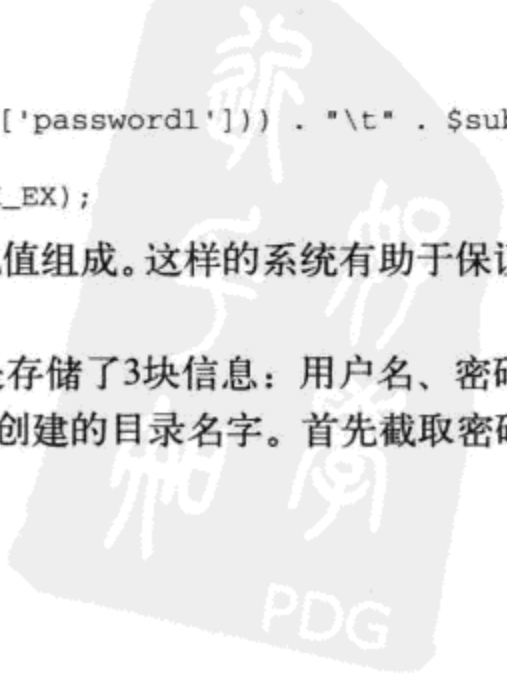 ['password1'])) . "\t" . $sub
_EX);
值组成。这样的系统有助于保证
存储了3块信息：用户名、密码
创建的目录名字。首先截取密码
PDG